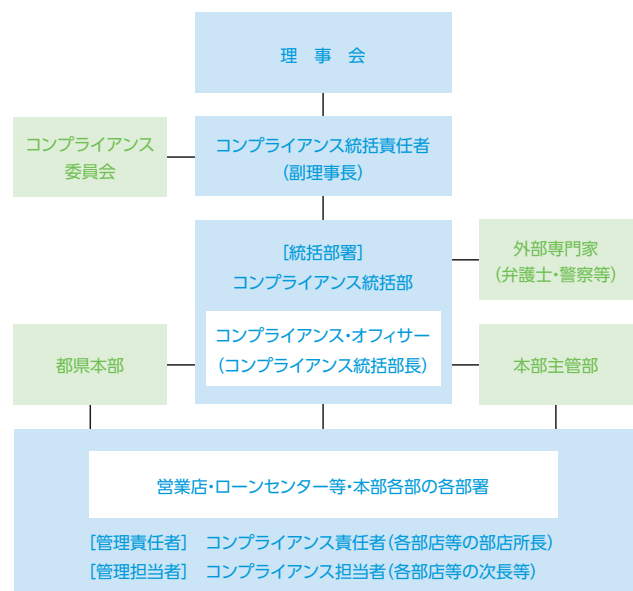 理 事 会
コンプライアンス
委員会
コンプライアンス統括責任者
(副理事長)
[統括部署]
コンプライアンス統括部
外部専門家
(弁護士・警察等)
コンプライアンス・オフィサー
(コンプライアンス統括部長)
都県本部
本部主管部
営業店・ローンセンター等・本部各部の各部署
[管理責任者] コンプライアンス責任者(各部店等の部店所長)
[管理担当者] コンプライアンス担当者(各部店等の次長等)